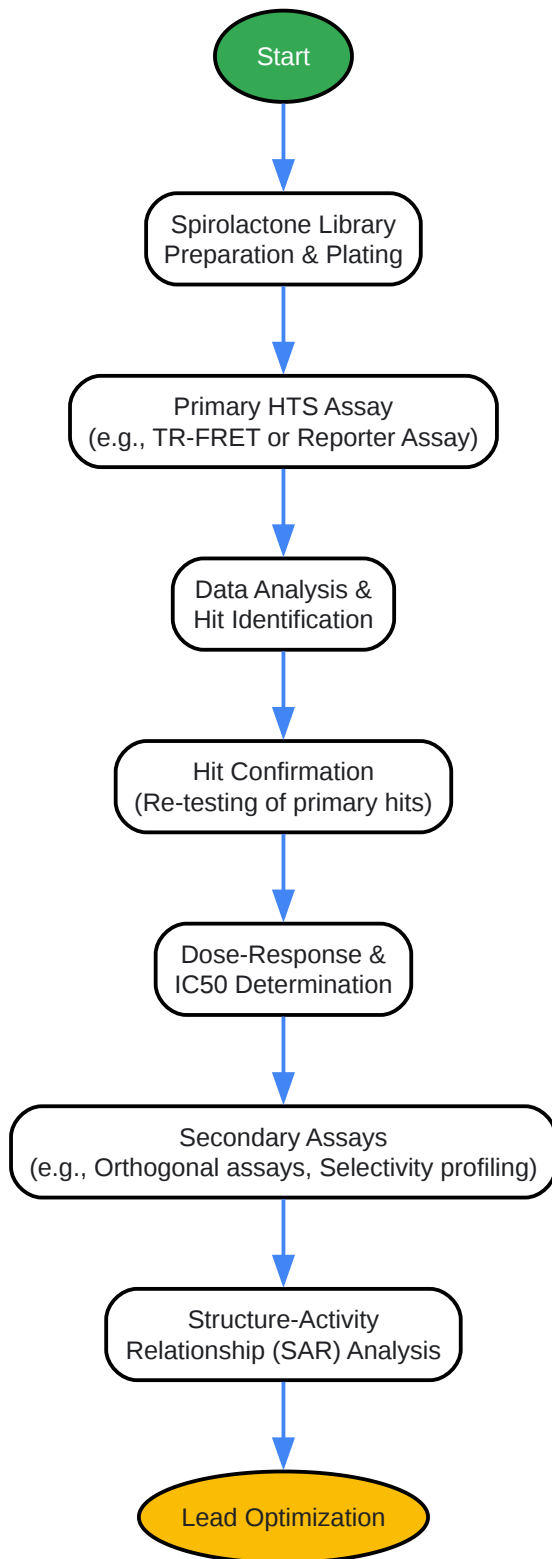 Start
Spirolactone Library
Preparation & Plating
Primary HTS Assay
(e.g., TR-FRET or Reporter Assay)
Data Analysis &
Hit Identification
Hit Confirmation
(Re-testing of primary hits)
Dose-Response &
IC50 Determination
Secondary Assays
(e.g., Orthogonal assays, Selectivity profiling)
Structure-Activity
Relationship (SAR) Analysis
Lead Optimization